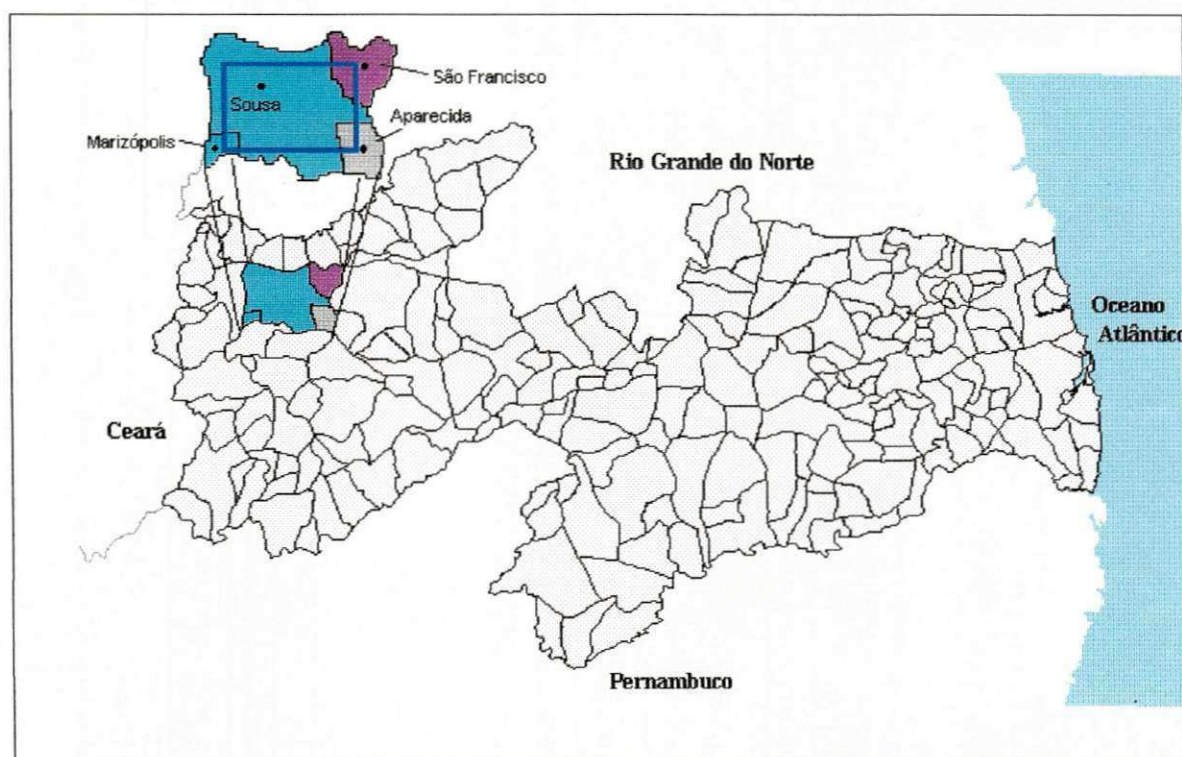 São Francisco
Sousa
Aparecida
Marizópolis
Rio Grande do Norte
Oceano
Atlântico
Ceará
Pernambuco